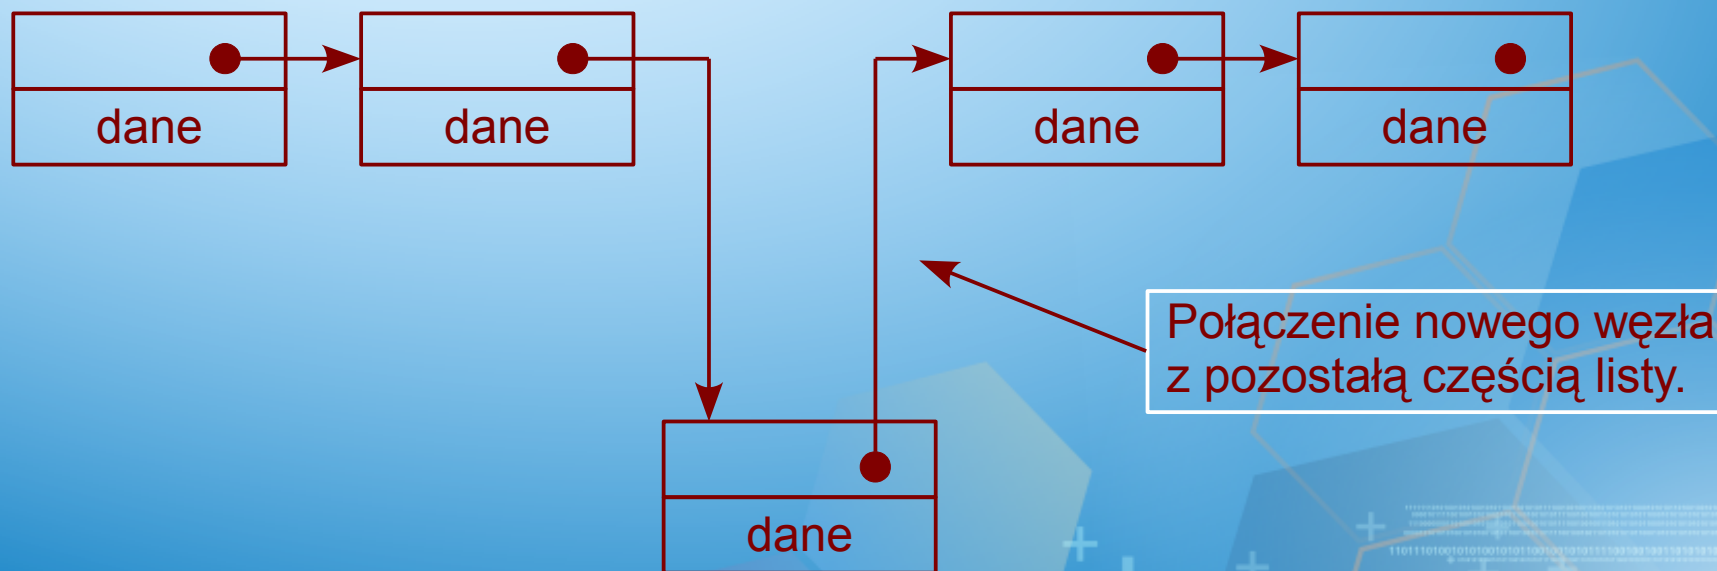 dane
dane
dane
dane
Połączenie nowego węzła
z pozostałą częścią listy.
dane